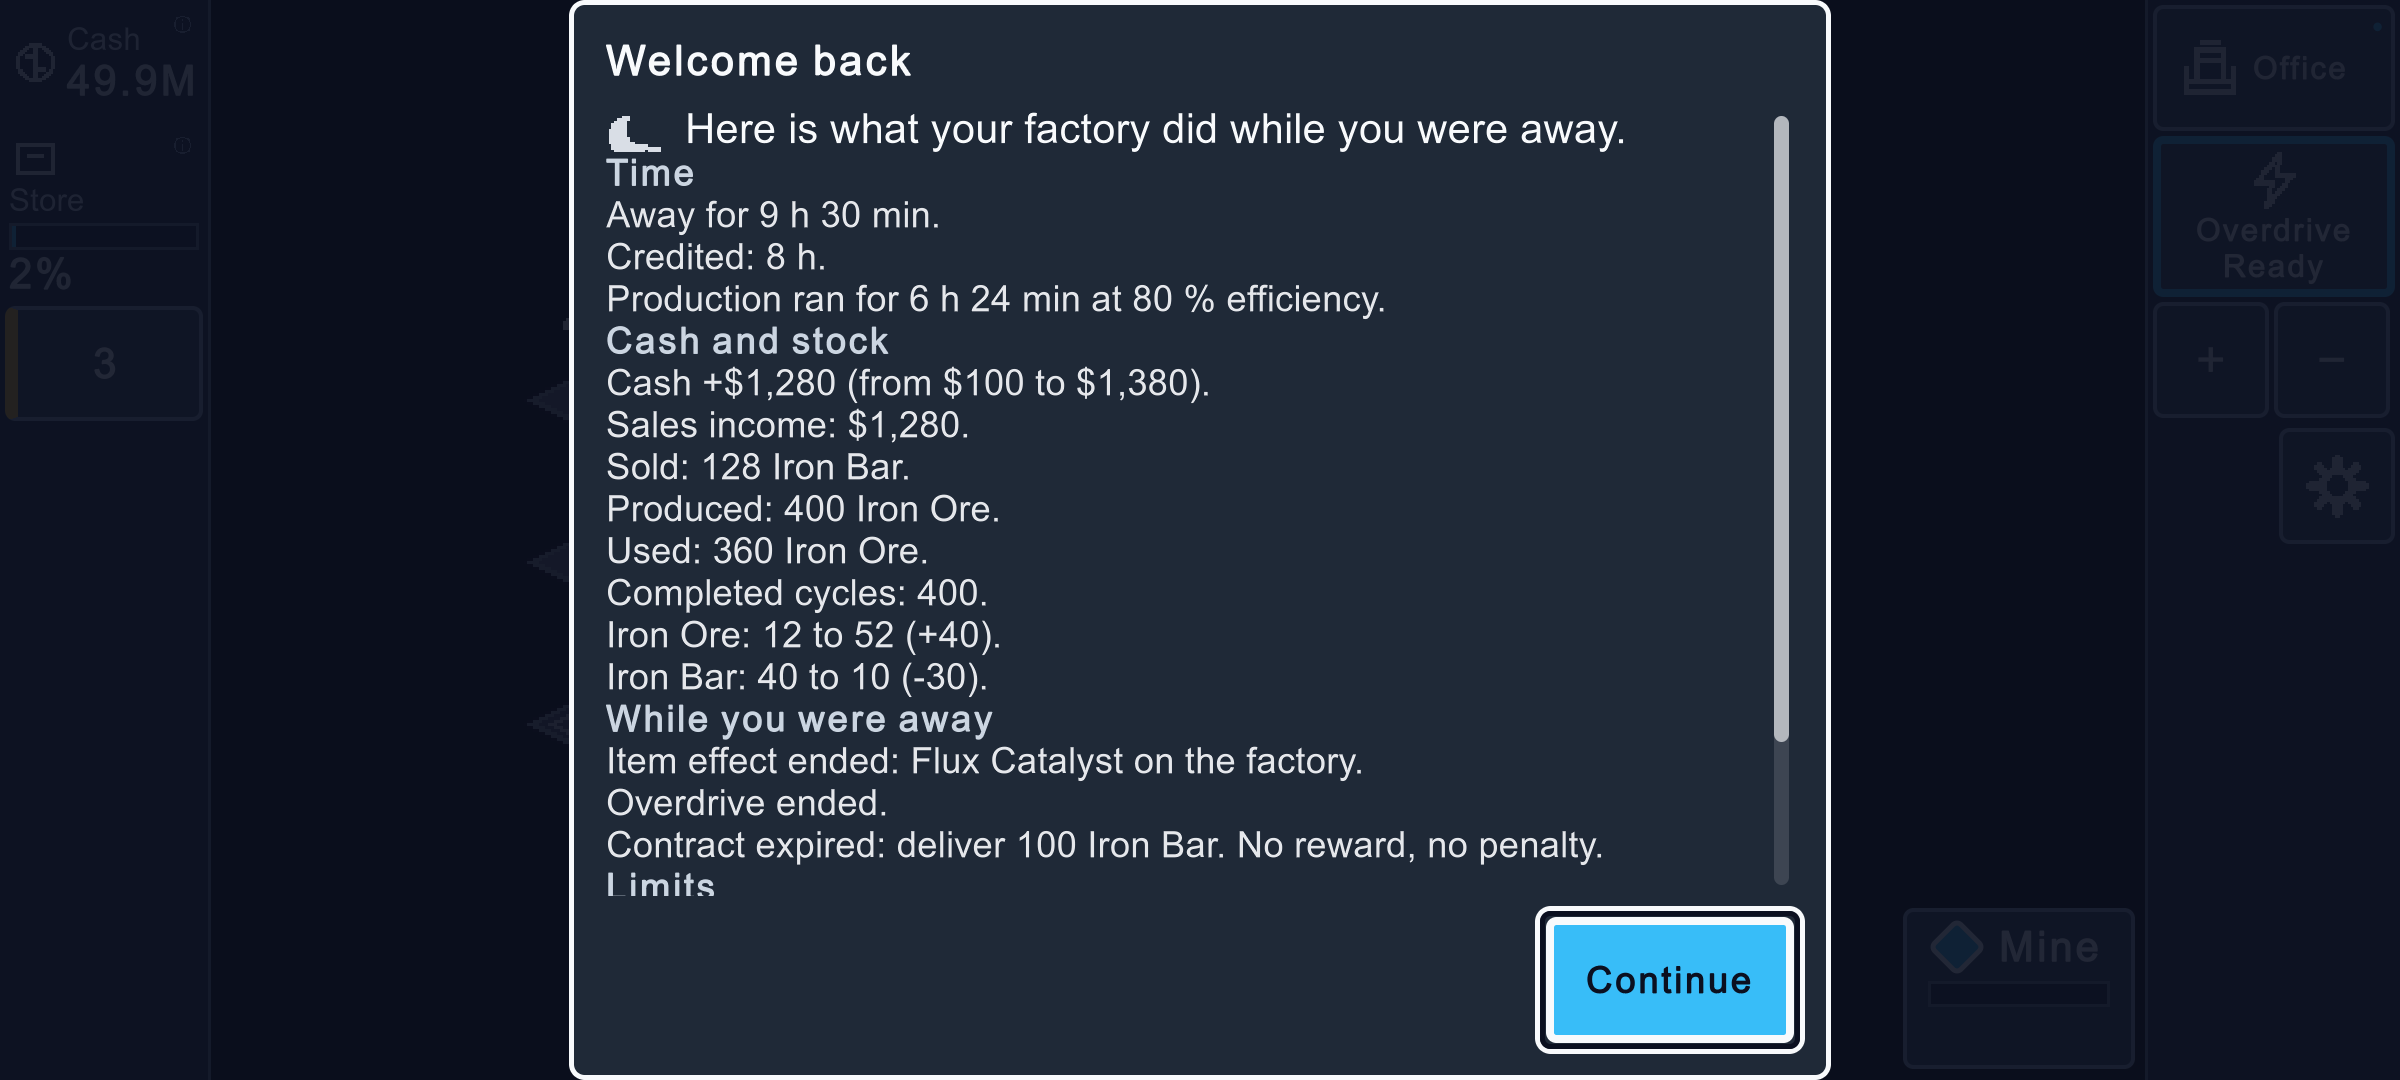 Cash
49.9M
Store
2%
3
Welcome back
Here is what your factory did while you were away.
Time
Away for 9 h 30 min.
Credited: 8 h.
Production ran for 6 h 24 min at 80 % efficiency.
Cash and stock
Cash +$1,280 (from $100 to $1,380).
Sales income: $1,280.
Sold: 128 Iron Bar.
Produced: 400 Iron Ore.
Used: 360 Iron Ore.
Completed cycles: 400.
Iron Ore: 12 to 52 (+40).
Iron Bar: 40 to 10 (-30).
While you were away
Item effect ended: Flux Catalyst on the factory.
Overdrive ended.
Contract expired: deliver 100 Iron Bar. No reward, no penalty.
Limits
Continue
Office
Overdrive
Ready
+ −
Mine